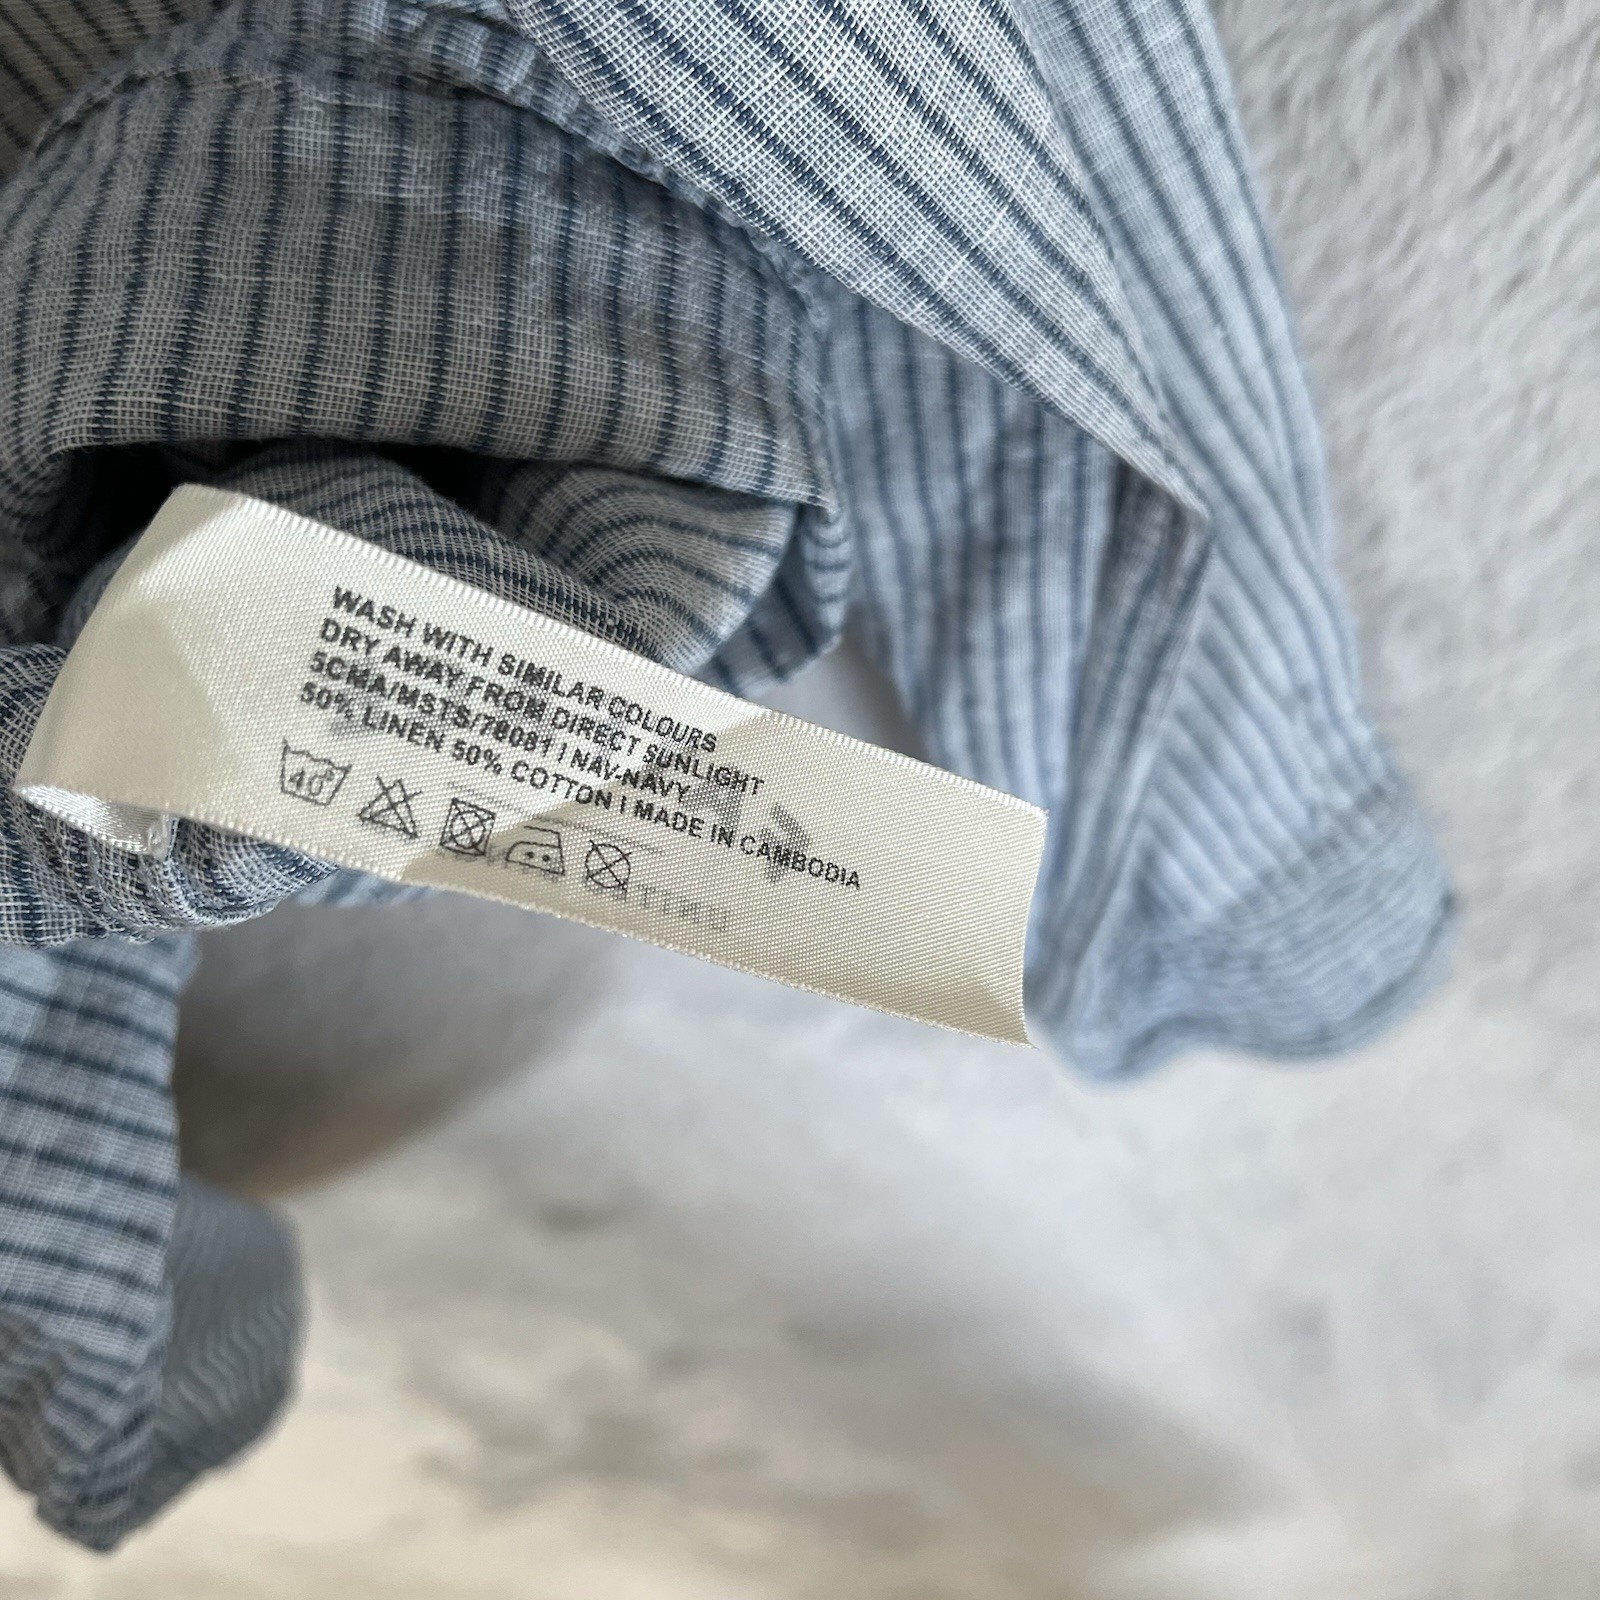 WASH WITH SIMILAR COLOURS
DRY AWAY FROM DIRECT SUNLIGHT
5CMA/MSTS/78081 | NAV-NAVY
50% LINEN 50% COTTON | MADE IN CAMBODIA
40°